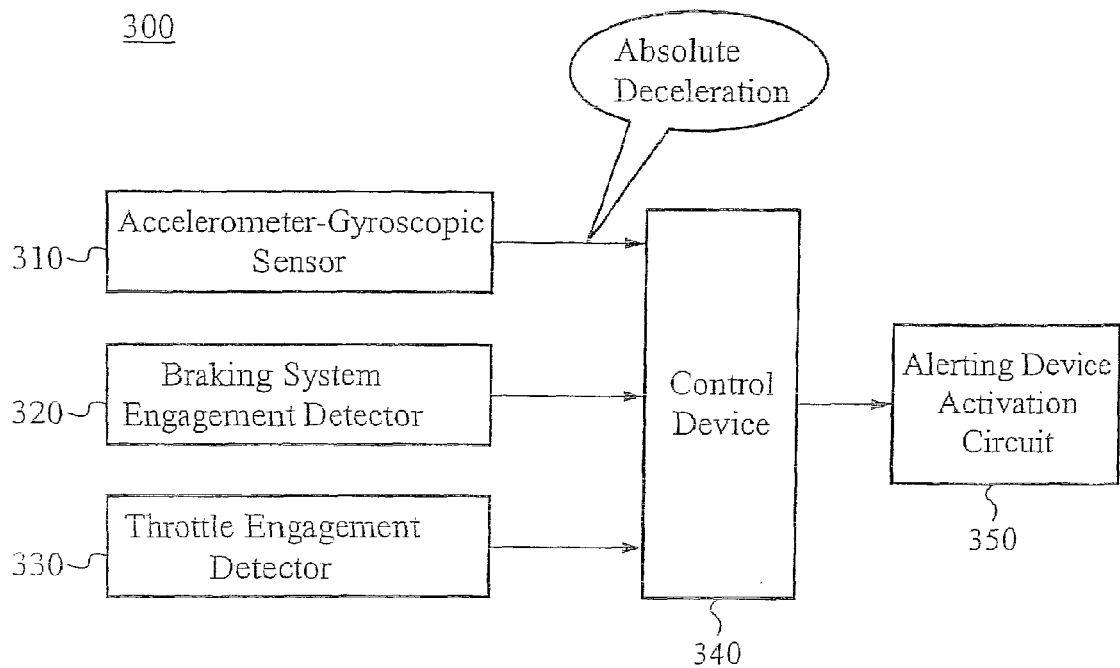 300
Absolute
Deceleration
Accelerometer-Gyroscopic
Sensor
310
Braking System
Engagement Detector
320
Throttle Engagement
Detector
330
Control
Device
340
Alerting Device
Activation
Circuit
350